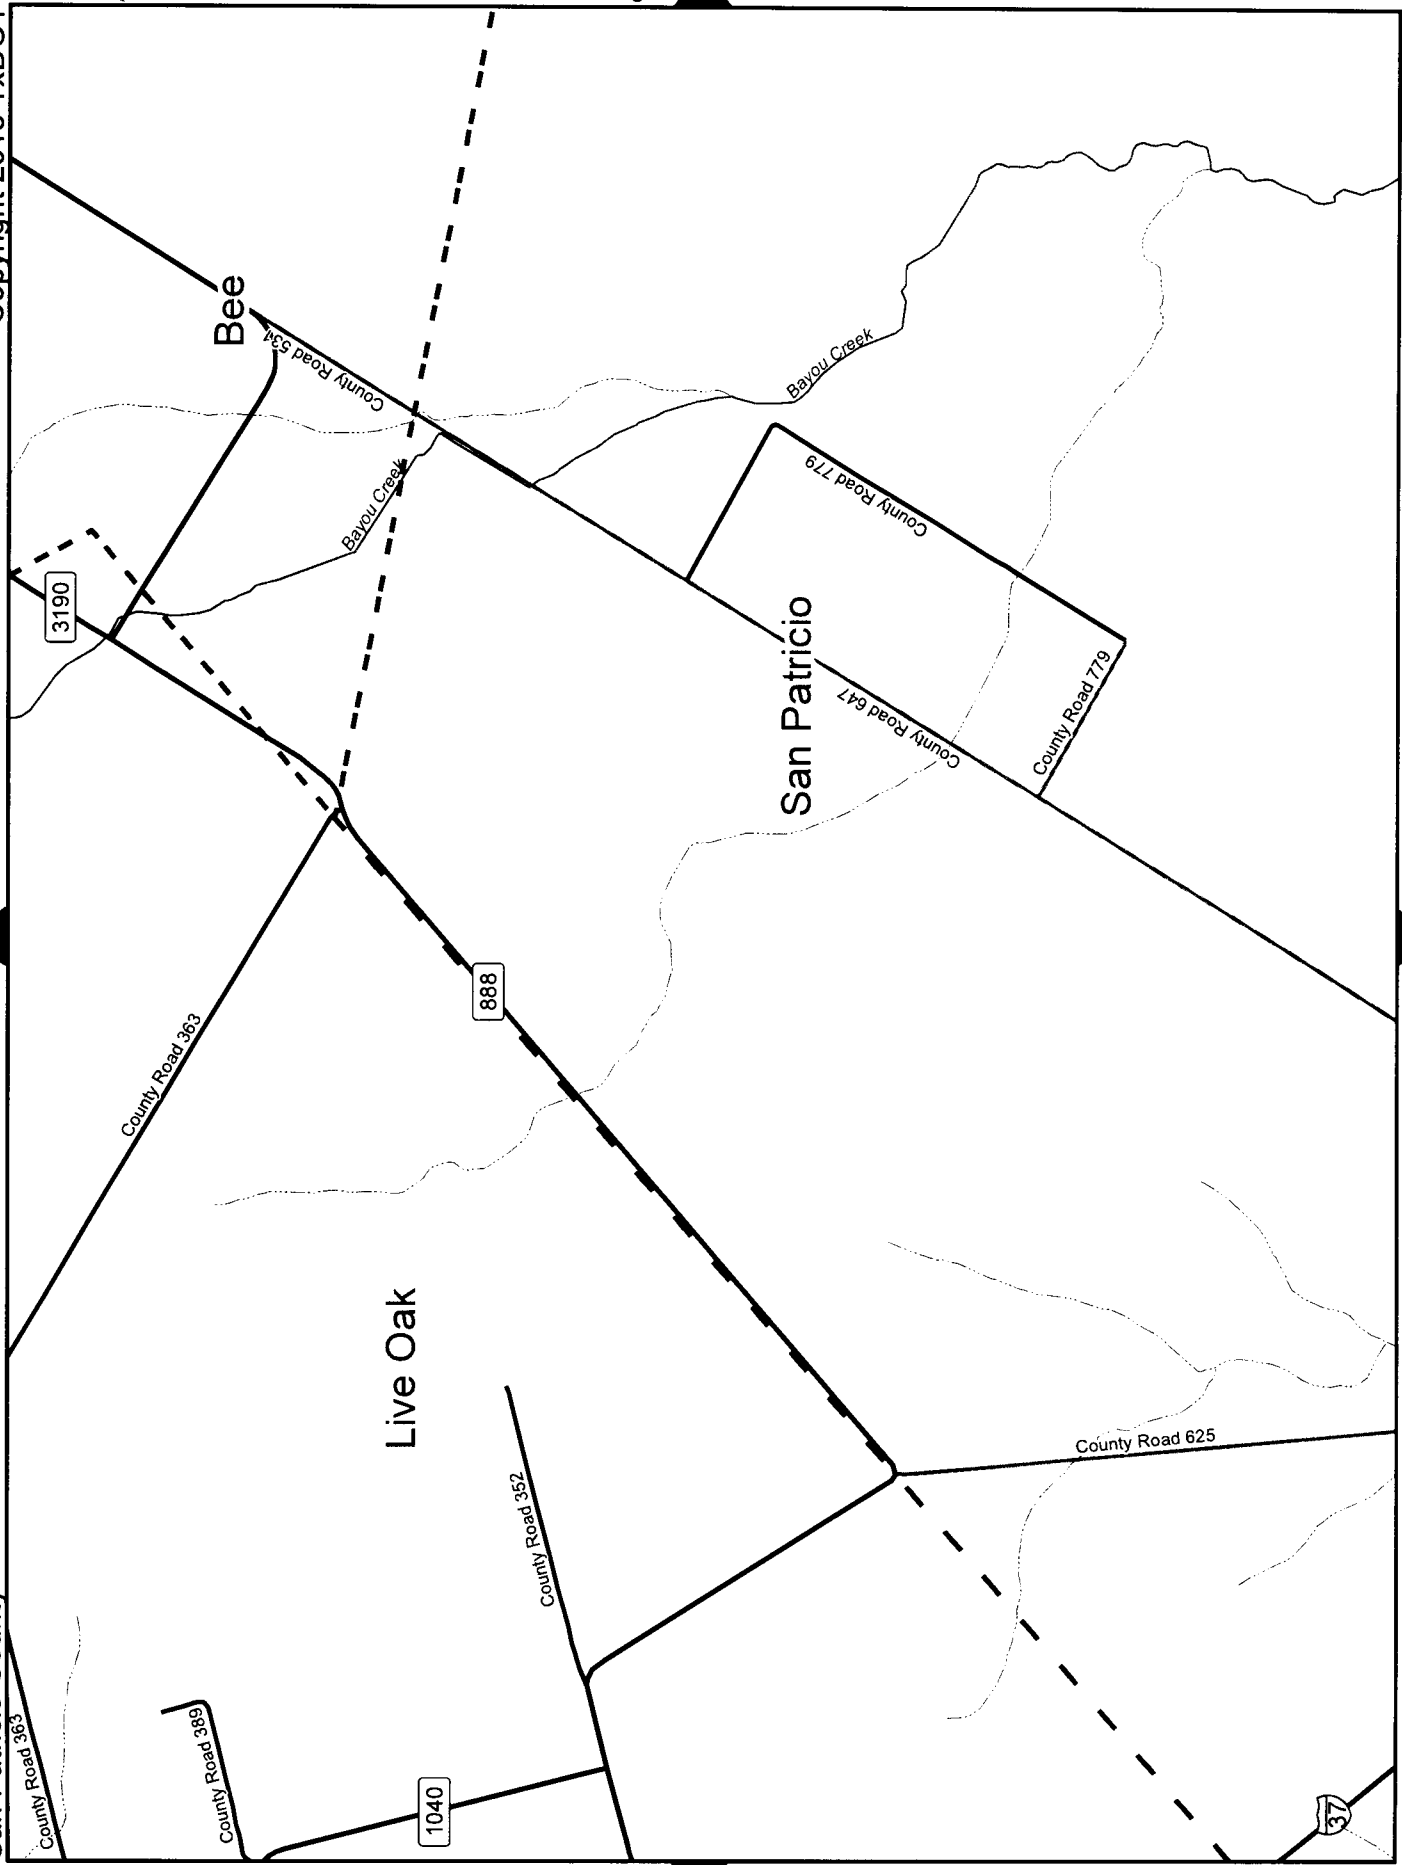 Bee
County Road 531
3190
Bayou Creek
Bayou Creek
County Road 779
San Patricio
County Road 647
County Road 779
888
County Road 363
Live Oak
County Road 352
County Road 625
County Road 363
County Road 389
1040
37